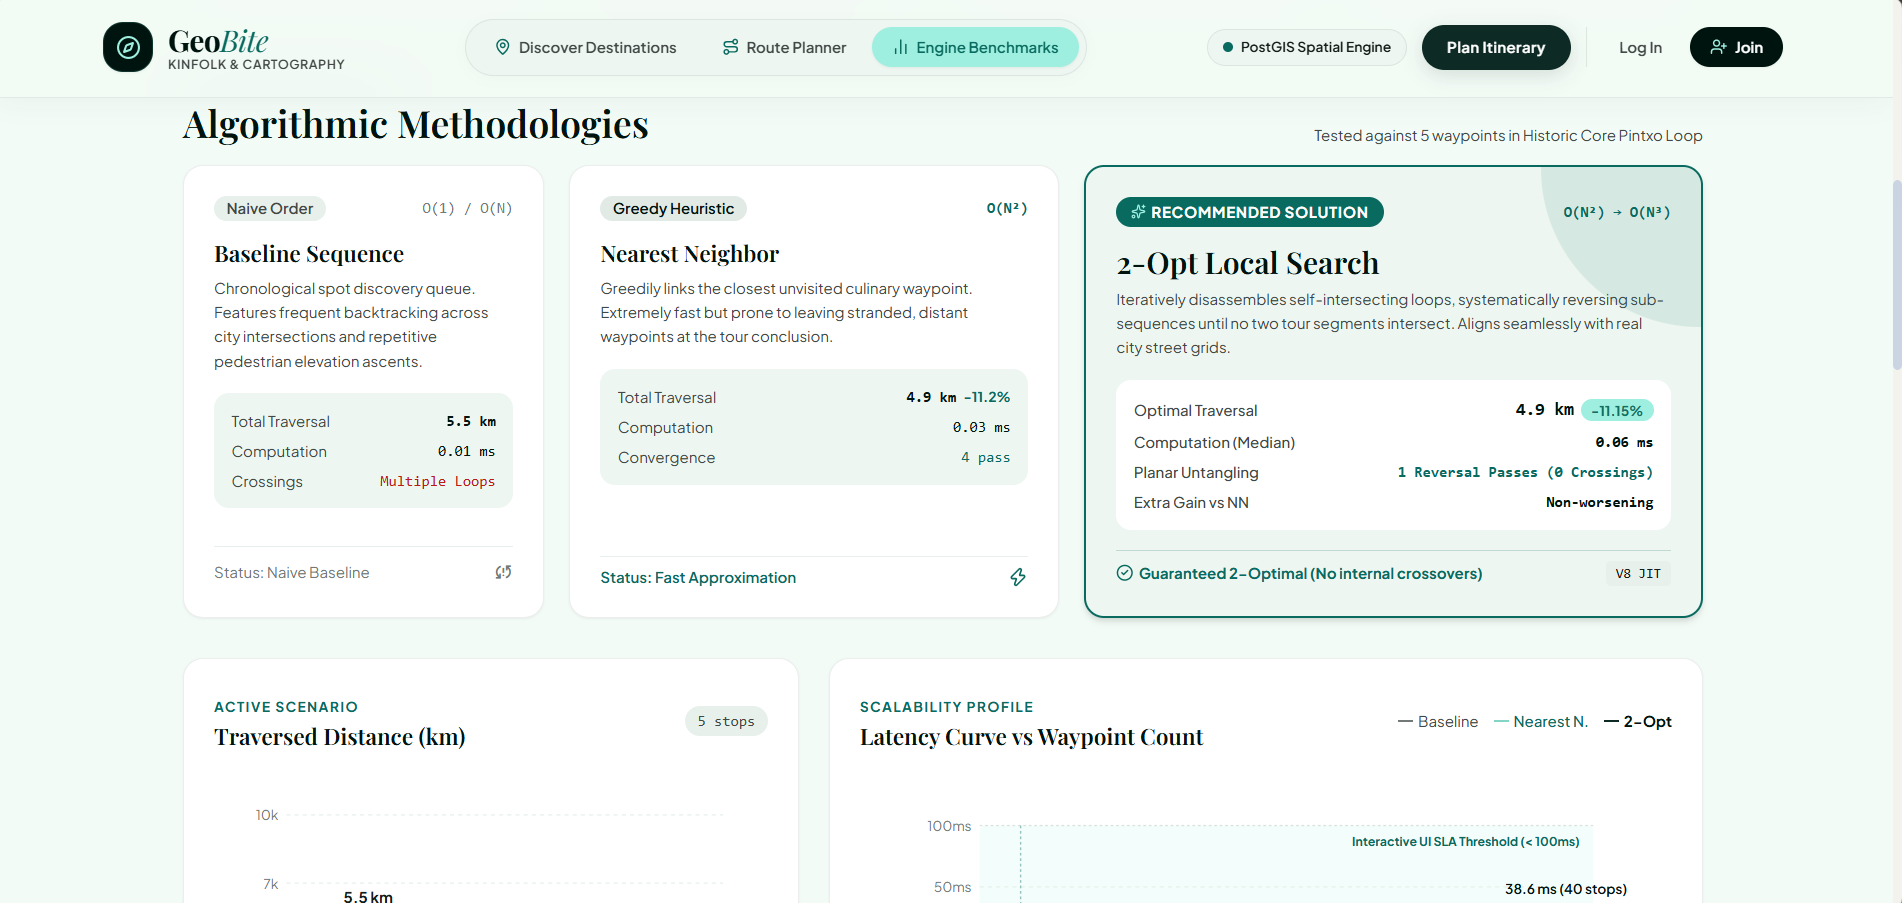 GeoBite
KINFOLK & CARTOGRAPHY
Discover Destinations
Route Planner
Engine Benchmarks
PostGIS Spatial Engine
Plan Itinerary
Log In
Join
Algorithmic Methodologies
Tested against 5 waypoints in Historic Core Pintxo Loop
Naive Order
O(1) / O(N)
Baseline Sequence
Chronological spot discovery queue.
Features frequent backtracking across
city intersections and repetitive
pedestrian elevation ascents.
Total Traversal 5.5 km
Computation 0.01 ms
Crossings Multiple Loops
Status: Naive Baseline
Greedy Heuristic
O(N²)
Nearest Neighbor
Greedily links the closest unvisited culinary waypoint.
Extremely fast but prone to leaving stranded, distant
waypoints at the tour conclusion.
Total Traversal 4.9 km -11.2%
Computation 0.03 ms
Convergence 4 pass
Status: Fast Approximation
RECOMMENDED SOLUTION
O(N²) → O(N³)
2-Opt Local Search
Iteratively disassembles self-intersecting loops, systematically reversing sub-
sequences until no two tour segments intersect. Aligns seamlessly with real
city street grids.
Optimal Traversal 4.9 km -11.15%
Computation (Median) 0.06 ms
Planar Untangling 1 Reversal Passes (0 Crossings)
Extra Gain vs NN Non-worsening
Guaranteed 2-Optimal (No internal crossovers)
V8 JIT
ACTIVE SCENARIO
Traversed Distance (km)
5 stops
10k
7k
5.5 km
SCALABILITY PROFILE
Latency Curve vs Waypoint Count
Baseline
Nearest N.
2-Opt
100ms
Interactive UI SLA Threshold (< 100ms)
50ms
38.6 ms (40 stops)